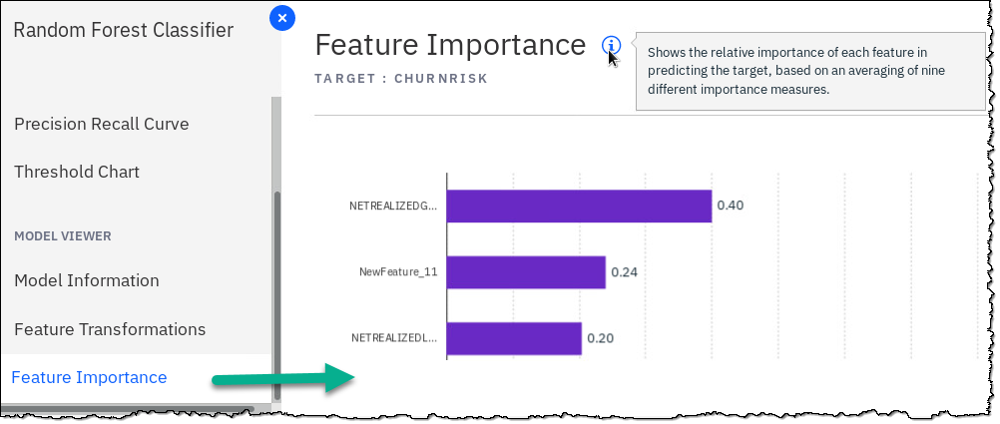 Random Forest Classifier
Precision Recall Curve
Threshold Chart
MODEL VIEWER
Model Information
Feature Transformations
Feature Importance
Feature Importance
TARGET : CHURNRISK
Shows the relative importance of each feature in
predicting the target, based on an averaging of nine
different importance measures.
NETREALIZEDG... 0.40
NewFeature_11 0.24
NETREALIZEDL... 0.20